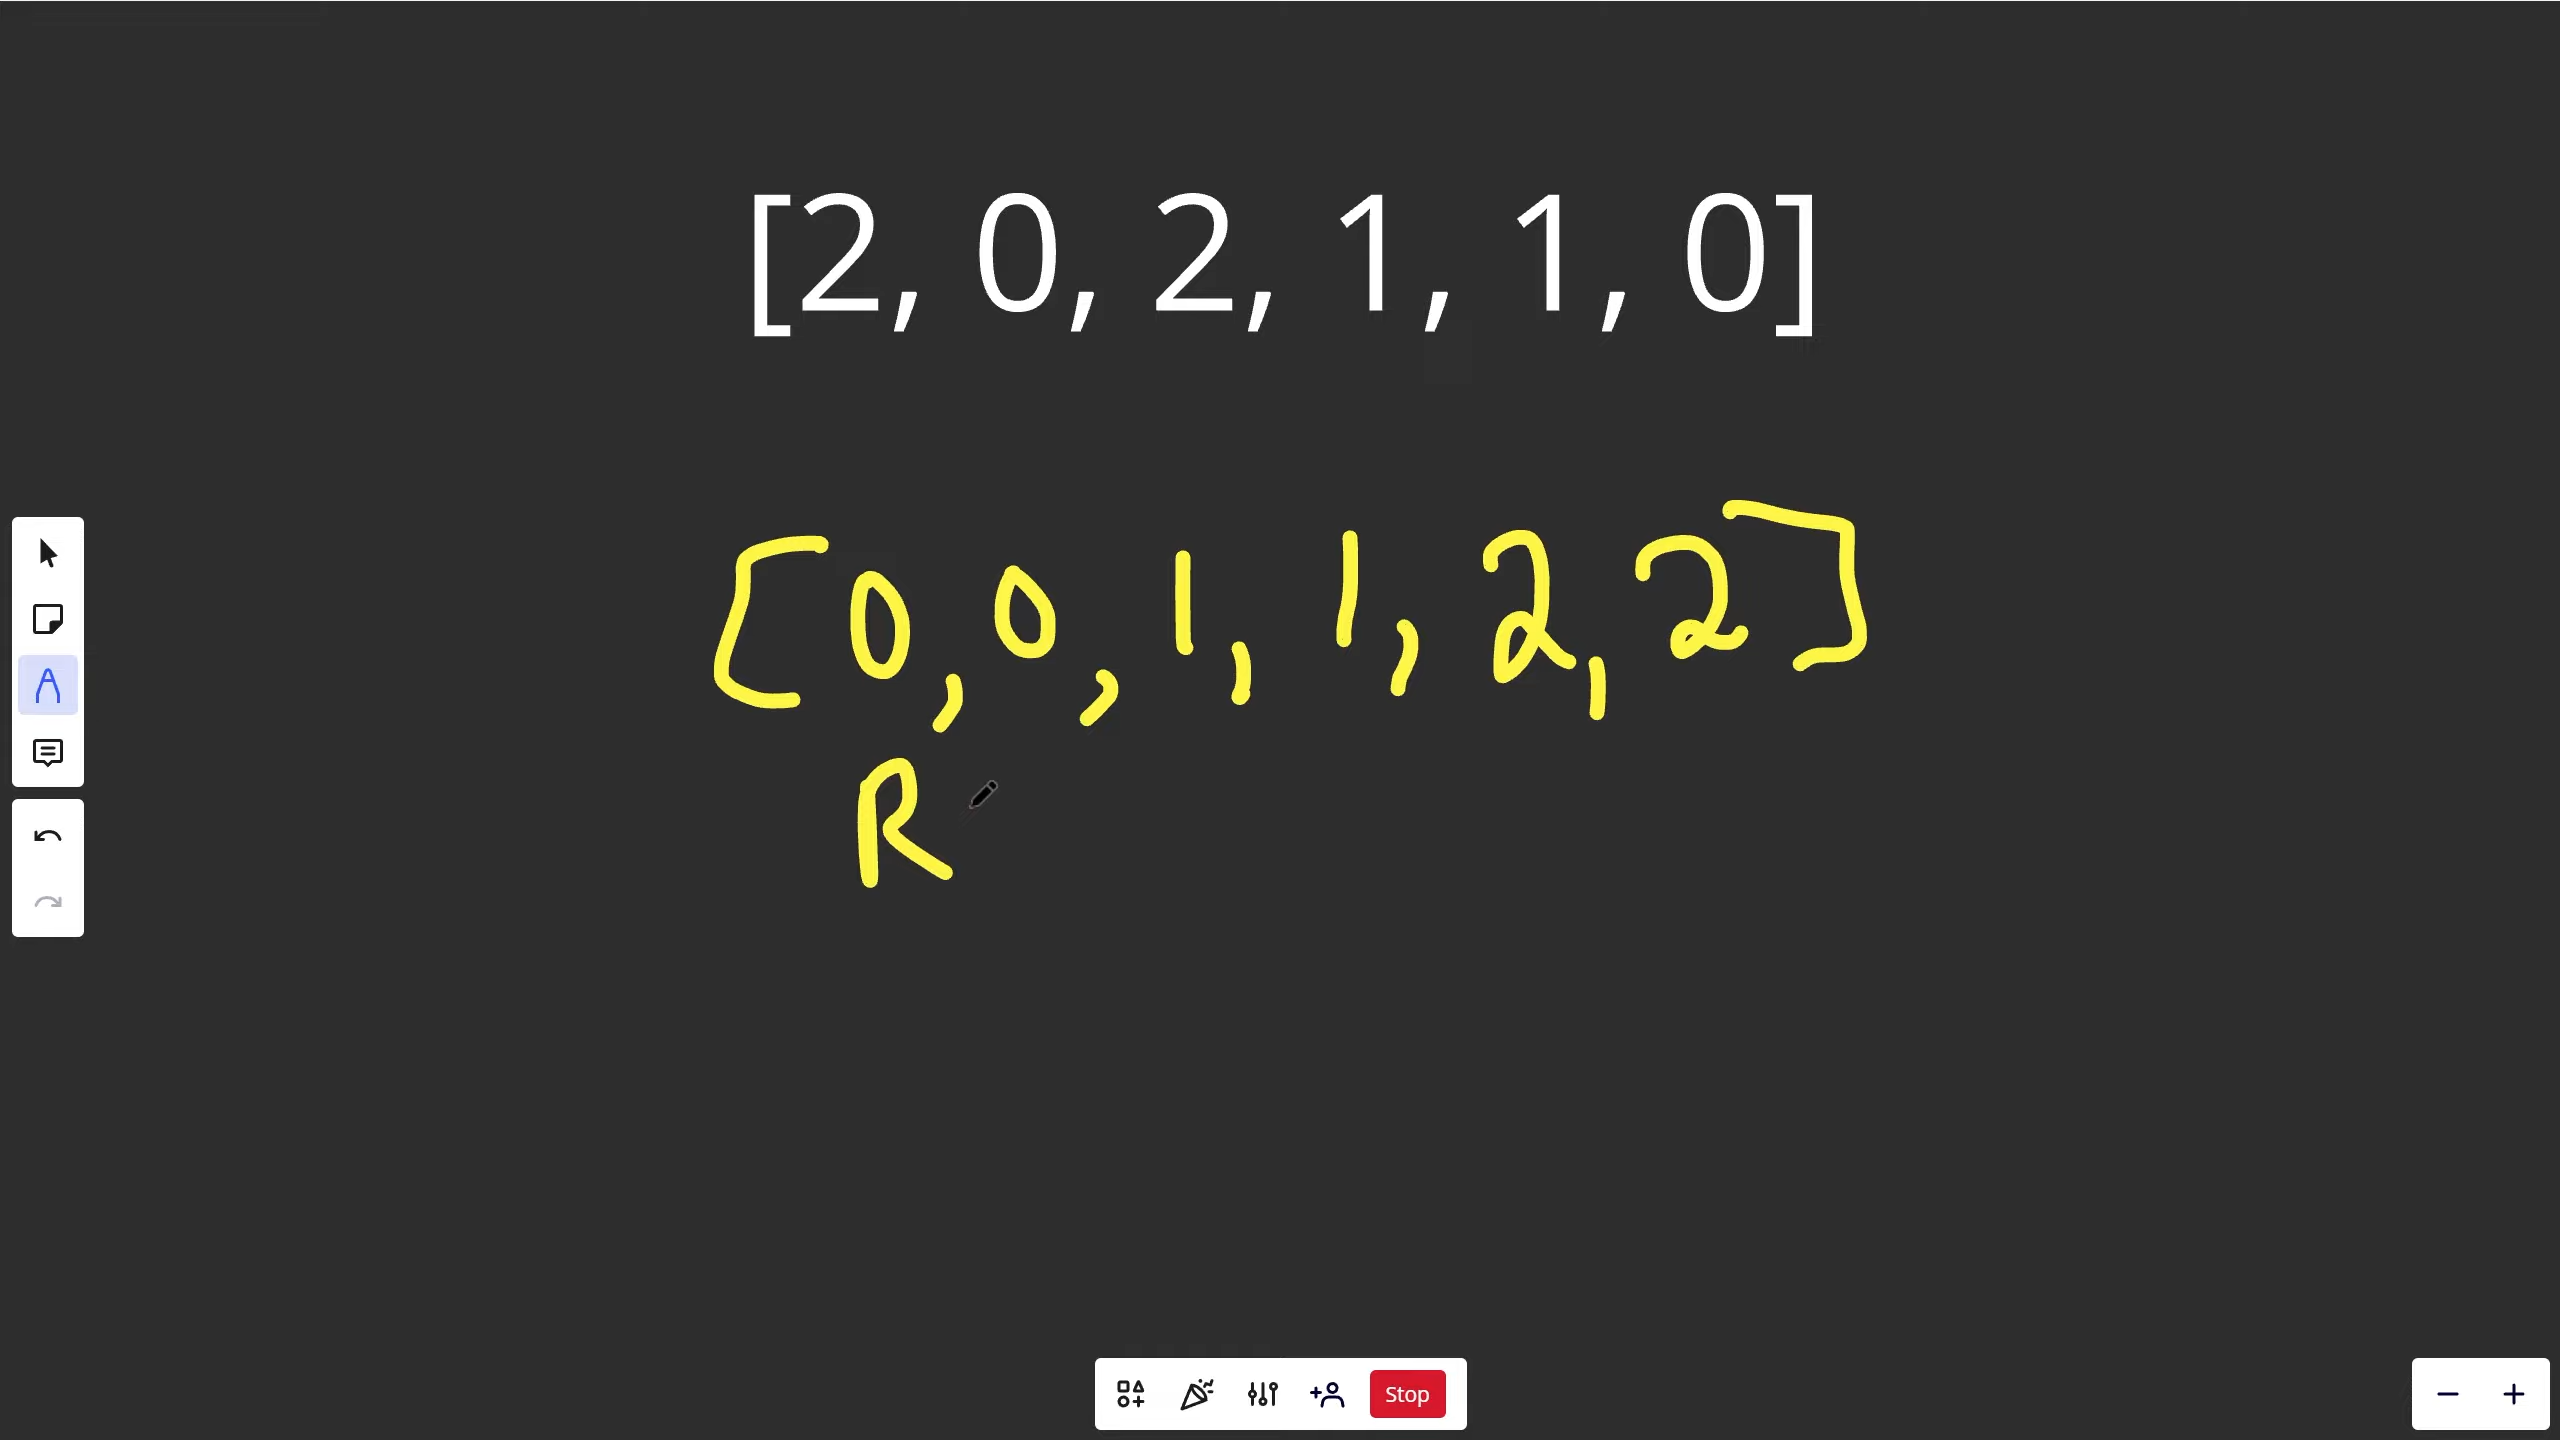 [2, 0, 2, 1, 1, 0]
[0, 0, 1, 1, 2, 2]
R
Stop